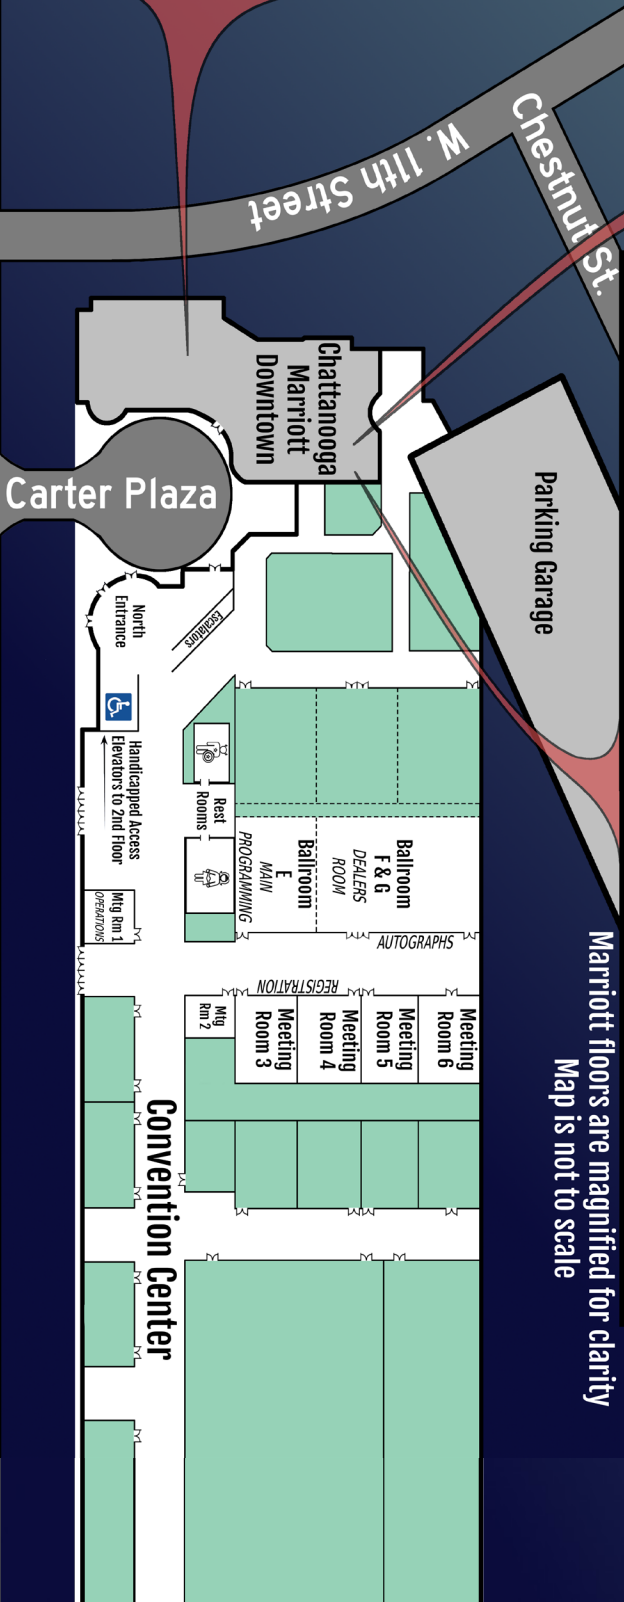 W. 11th Street
Chestnut St.
Chattanooga
Marriott
Downtown
Carter Plaza
Parking Garage
Escalators
North
Entrance
Handicapped Access
Elevators to 2nd Floor
Rest
Rooms
Mtg Rm 1
OPERATIONS
Ballroom
E
MAIN
PROGRAMMING
Ballroom
F & G
DEALERS
ROOM
AUTOGRAPHS
REGISTRATION
Mtg
Rm 2
Meeting
Room 3
Meeting
Room 4
Meeting
Room 5
Meeting
Room 6
Convention Center
Marriott floors are magnified for clarity
Map is not to scale